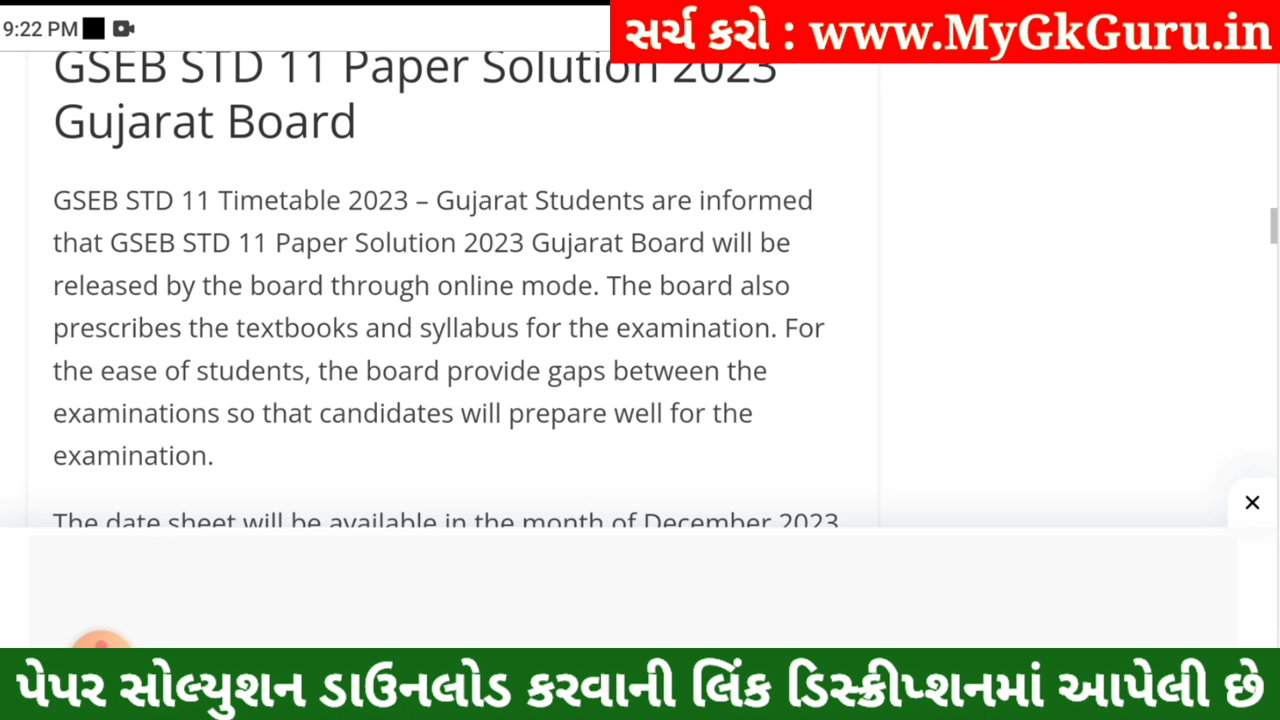 9:22 PM
સર્ચ કરો : www.MyGkGuru.in
GSEB STD 11 Paper Solution 2023
Gujarat Board
GSEB STD 11 Timetable 2023 – Gujarat Students are informed
that GSEB STD 11 Paper Solution 2023 Gujarat Board will be
released by the board through online mode. The board also
prescribes the textbooks and syllabus for the examination. For
the ease of students, the board provide gaps between the
examinations so that candidates will prepare well for the
examination.
The date sheet will be available in the month of December 2023
પેપર સોલ્યુશન ડાઉનલોડ કરવાની લિંક ડિસ્ક્રીપ્શનમાં આપેલી છે